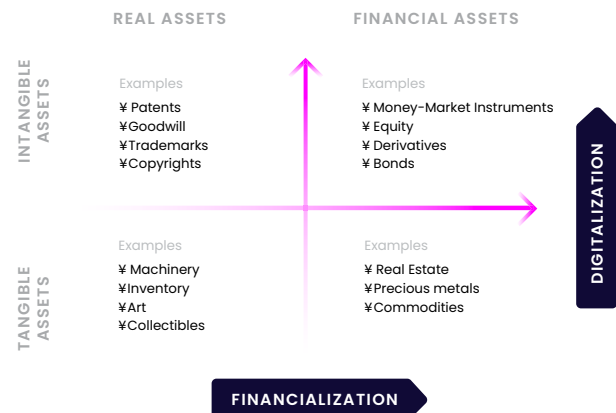 REAL ASSETS
FINANCIAL ASSETS
INTANGIBLE
ASSETS
Examples
¥ Patents
¥Goodwill
¥Trademarks
¥Copyrights
Examples
¥ Money-Market Instruments
¥ Equity
¥ Derivatives
¥ Bonds
DIGITALIZATION
TANGIBLE
ASSETS
Examples
¥ Machinery
¥Inventory
¥Art
¥Collectibles
Examples
¥ Real Estate
¥Precious metals
¥Commodities
FINANCIALIZATION